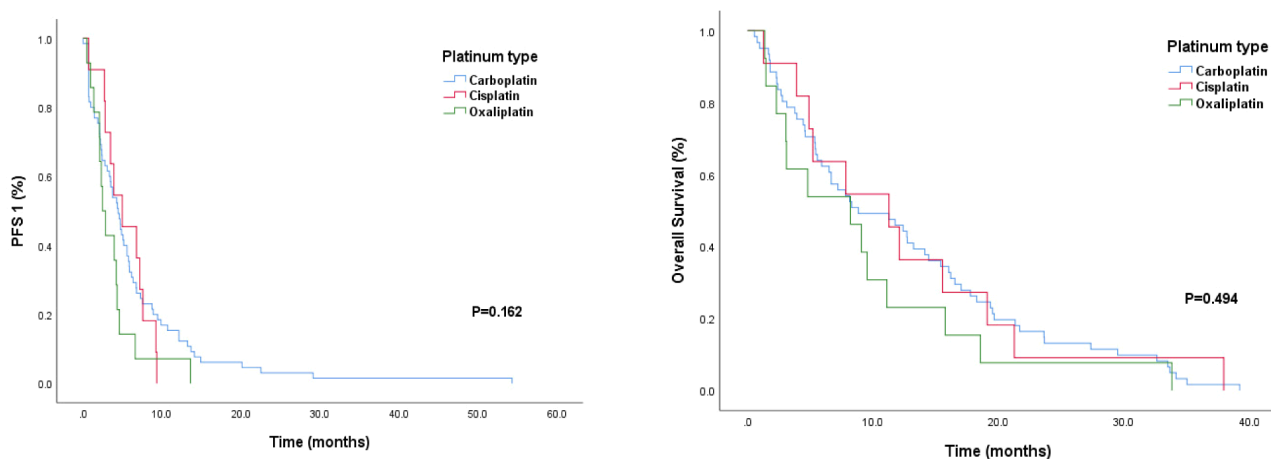 Platinum type
Carboplatin
Cisplatin
Oxaliplatin
PFS 1 (%)
1.0
0.8
0.6
0.4
0.2
0.0
P=0.162
.0
10.0
20.0
30.0
40.0
50.0
60.0
Time (months)
Platinum type
Carboplatin
Cisplatin
Oxaliplatin
Overall Survival (%)
1.0
0.8
0.6
0.4
0.2
0.0
P=0.494
.0
10.0
20.0
30.0
40.0
Time (months)